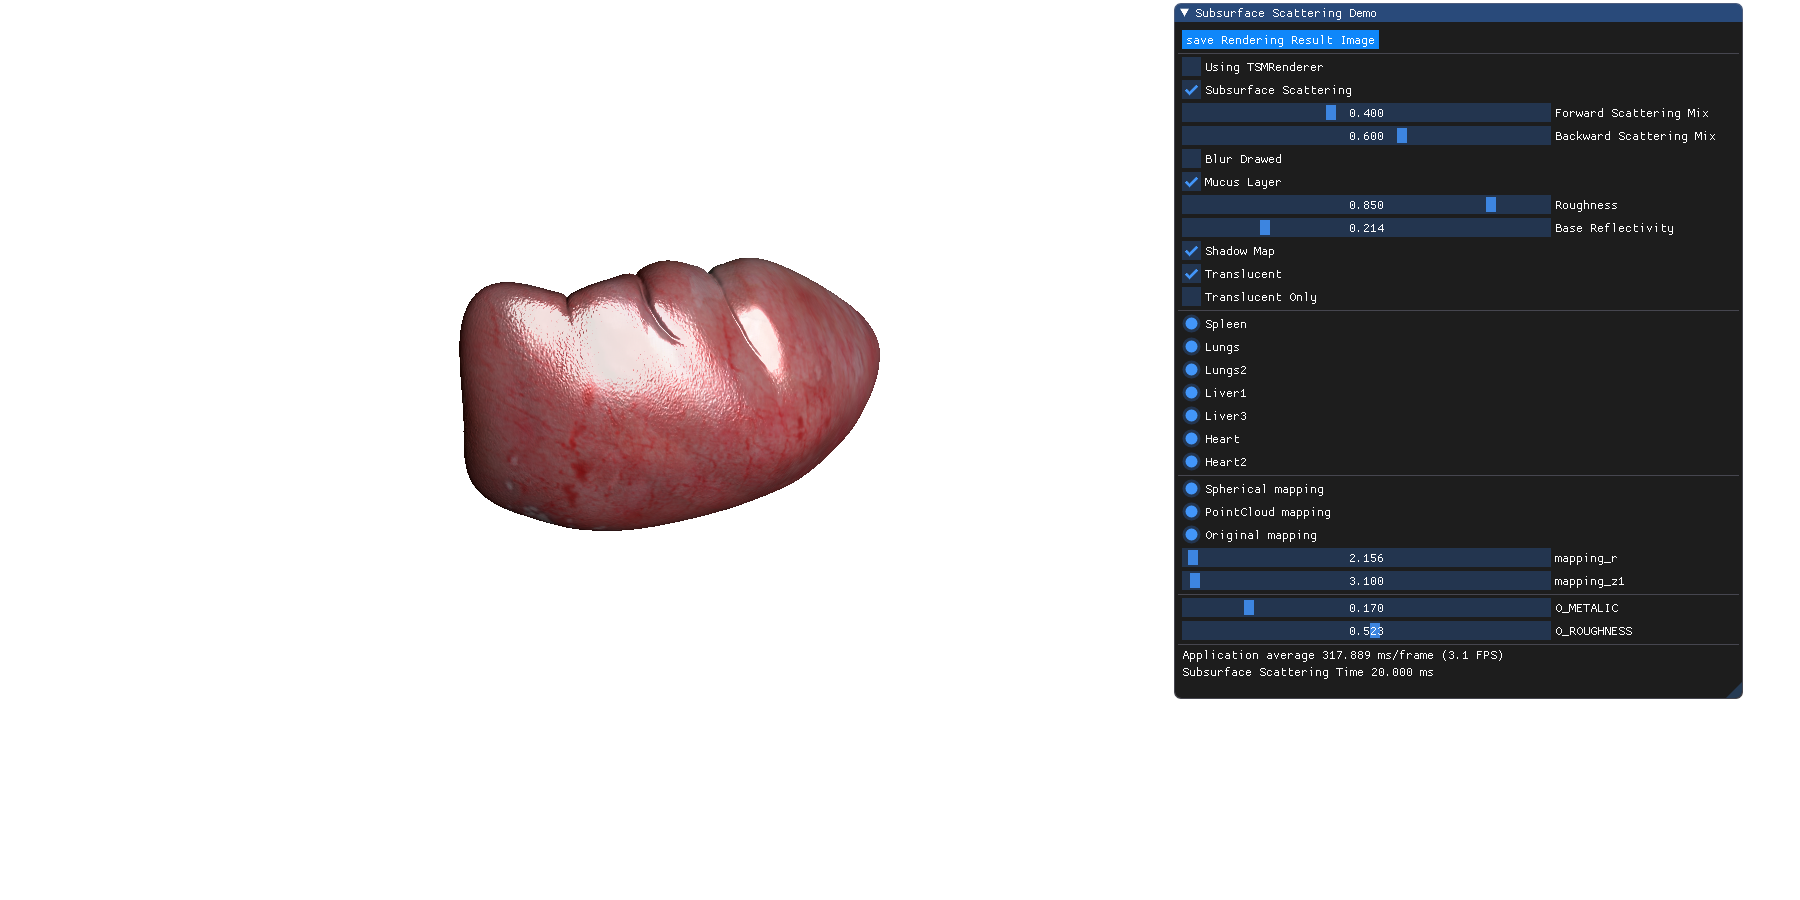 Subsurface Scattering Demo
save Rendering Result Image
Using TSMRenderer
Subsurface Scattering
0.400 Forward Scattering Mix
0.600 Backward Scattering Mix
Blur Drawed
Mucus Layer
0.850 Roughness
0.214 Base Reflectivity
Shadow Map
Translucent
Translucent Only
Spleen
Lungs
Lungs2
Liver1
Liver3
Heart
Heart2
Spherical mapping
PointCloud mapping
Original mapping
2.156 mapping_r
3.100 mapping_z1
0.170 O_METALIC
0.523 O_ROUGHNESS
Application average 317.889 ms/frame (3.1 FPS)
Subsurface Scattering Time 20.000 ms